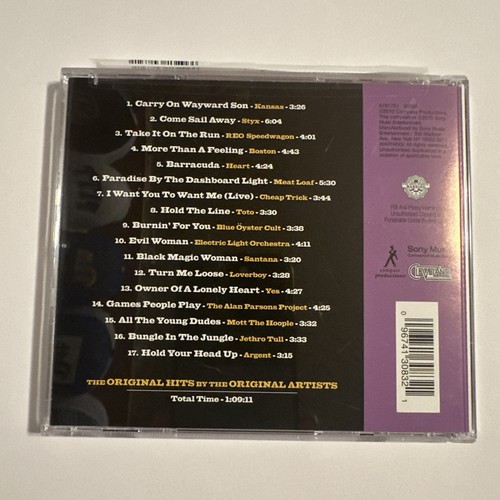 1. Carry On Wayward Son - Kansas - 3:26
2. Come Sail Away - Styx - 6:04
3. Take It On The Run - REO Speedwagon - 4:01
4. More Than A Feeling - Boston - 4:43
5. Barracuda - Heart - 4:24
6. Paradise By The Dashboard Light - Meat Loaf - 5:30
7. I Want You To Want Me (Live) - Cheap Trick - 3:44
8. Hold The Line - Toto - 3:30
9. Burnin' For You - Blue Öyster Cult - 3:38
10. Evil Woman - Electric Light Orchestra - 4:11
11. Black Magic Woman - Santana - 3:20
12. Turn Me Loose - Loverboy - 3:28
13. Owner Of A Lonely Heart - Yes - 4:27
14. Games People Play - The Alan Parsons Project - 4:25
15. All The Young Dudes - Mott The Hoople - 3:32
16. Bungle In The Jungle - Jethro Tull - 3:33
17. Hold Your Head Up - Argent - 3:15
THE ORIGINAL HITS BY THE ORIGINAL ARTISTS
Total Time - 1:09:11
Sony Music
compass productions
CLEVELAND
0 96741 30832 1